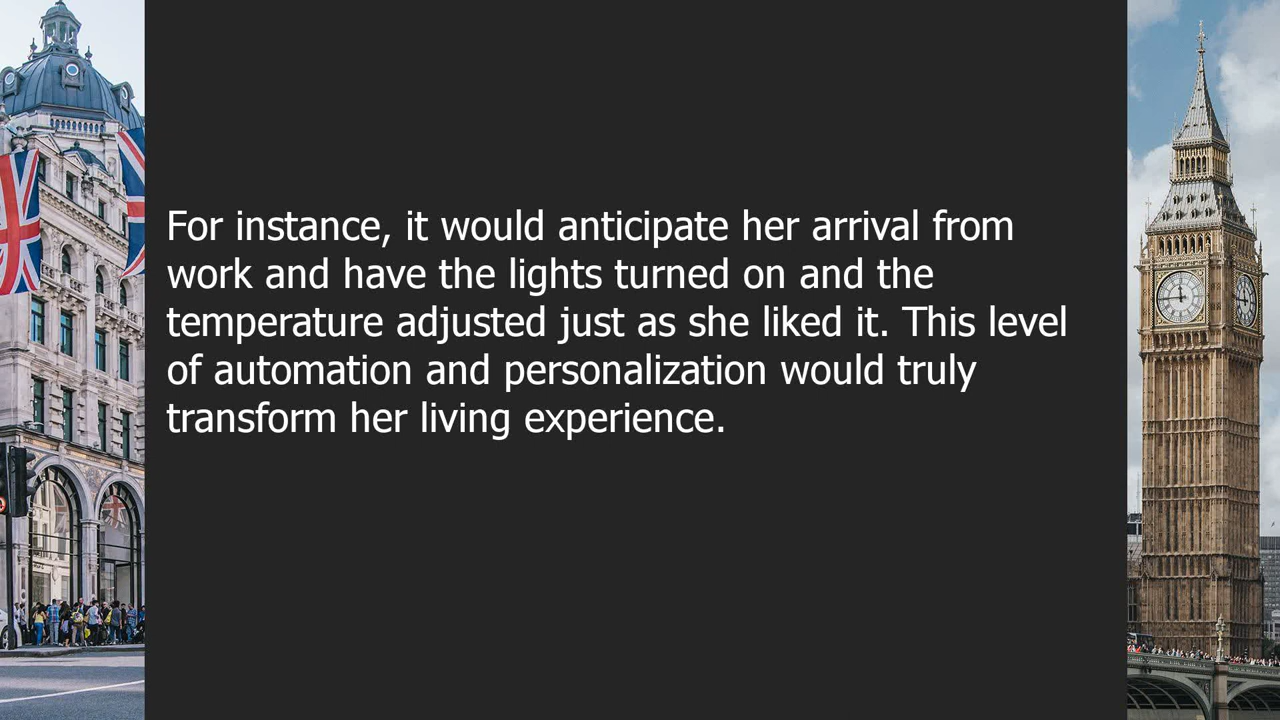 For instance, it would anticipate her arrival from
work and have the lights turned on and the
temperature adjusted just as she liked it. This level
of automation and personalization would truly
transform her living experience.